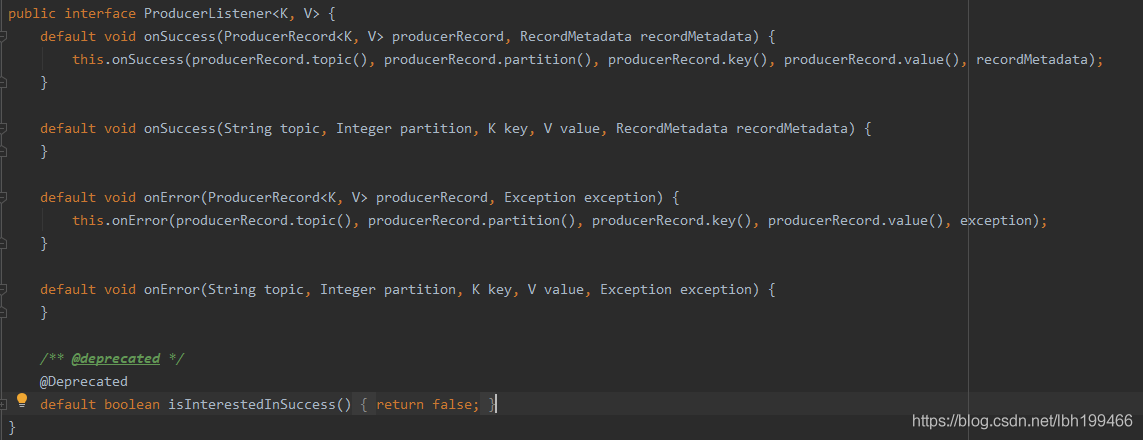 public interface ProducerListener<K, V> {
    default void onSuccess(ProducerRecord<K, V> producerRecord, RecordMetadata recordMetadata) {
        this.onSuccess(producerRecord.topic(), producerRecord.partition(), producerRecord.key(), producerRecord.value(), recordMetadata);
    }
    default void onSuccess(String topic, Integer partition, K key, V value, RecordMetadata recordMetadata) {
    }
    default void onError(ProducerRecord<K, V> producerRecord, Exception exception) {
        this.onError(producerRecord.topic(), producerRecord.partition(), producerRecord.key(), producerRecord.value(), exception);
    }
    default void onError(String topic, Integer partition, K key, V value, Exception exception) {
    }
    /** @deprecated */
    @Deprecated
    default boolean isInterestedInSuccess() { return false; }
}
https://blog.csdn.net/lbh199466